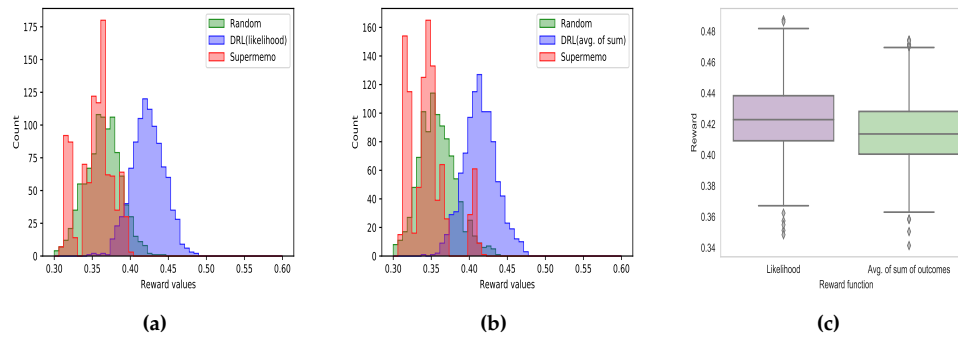 175
150
125
100
75
50
25
0
Count
0.30 0.35 0.40 0.45 0.50 0.55 0.60
Reward values
Random
DRL(likelihood)
Supermemo
(a)
160
140
120
100
80
60
40
20
0
Count
0.30 0.35 0.40 0.45 0.50 0.55 0.60
Reward values
Random
DRL(avg. of sum)
Supermemo
(b)
0.48
0.46
0.44
0.42
0.40
0.38
0.36
0.34
Reward
Likelihood Avg. of sum of outcomes
Reward function
(c)